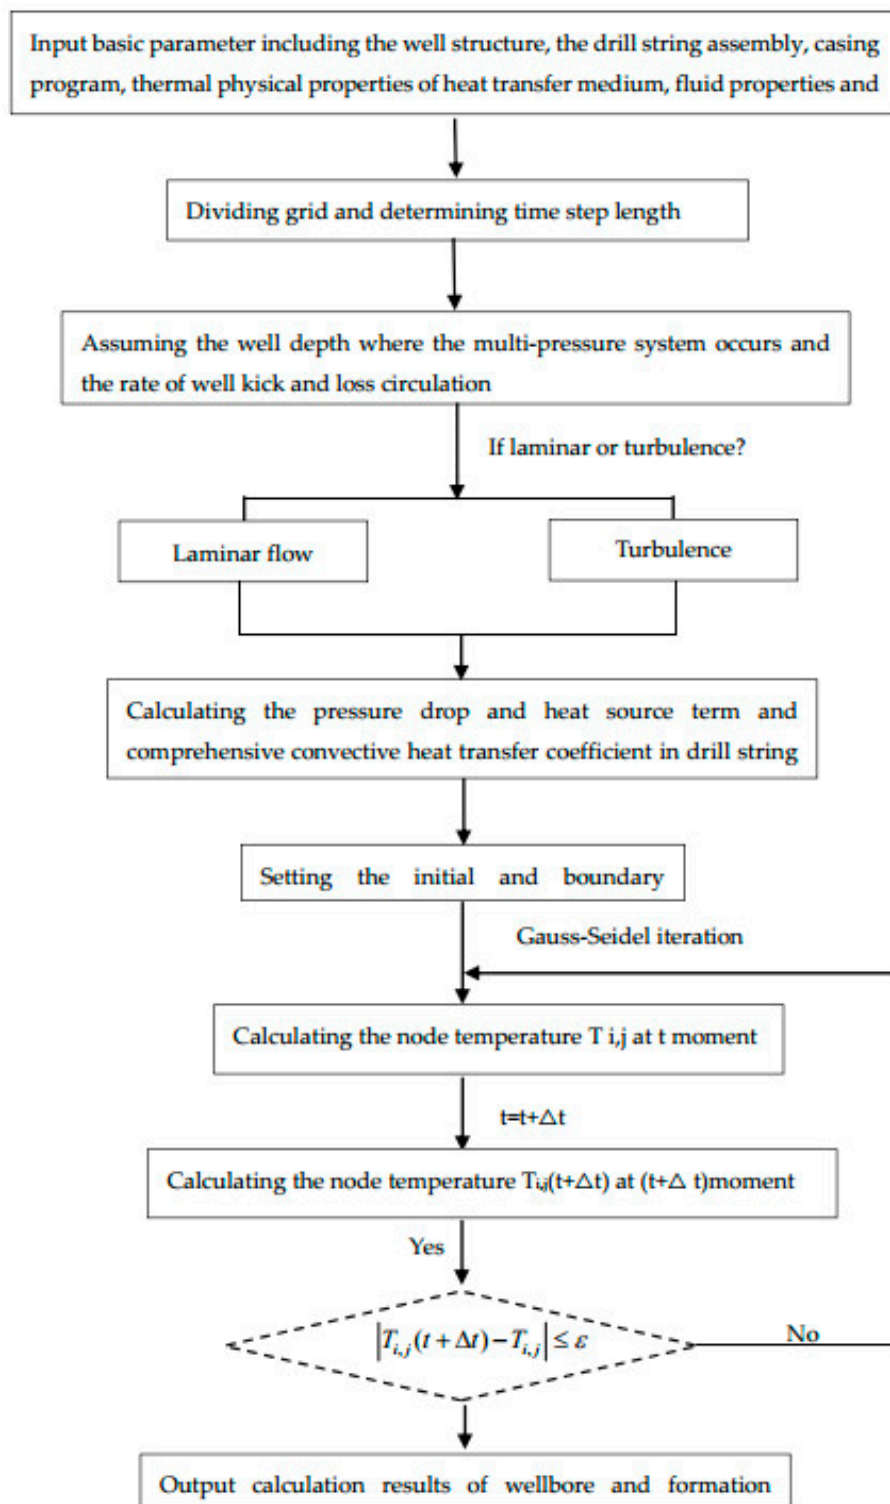 Input basic parameter including the well structure, the drill string assembly, casing
program, thermal physical properties of heat transfer medium, fluid properties and
Dividing grid and determining time step length
Assuming the well depth where the multi-pressure system occurs and
the rate of well kick and loss circulation
If laminar or turbulence?
Laminar flow
Turbulence
Calculating the pressure drop and heat source term and
comprehensive convective heat transfer coefficient in drill string
Setting the initial and boundary
Gauss-Seidel iteration
Calculating the node temperature T i,j at t moment
t=t+△t
Calculating the node temperature Ti,j(t+△t) at (t+△ t)moment
Yes
|Ti,j(t + Δt) − Ti,j| ≤ ε
No
Output calculation results of wellbore and formation